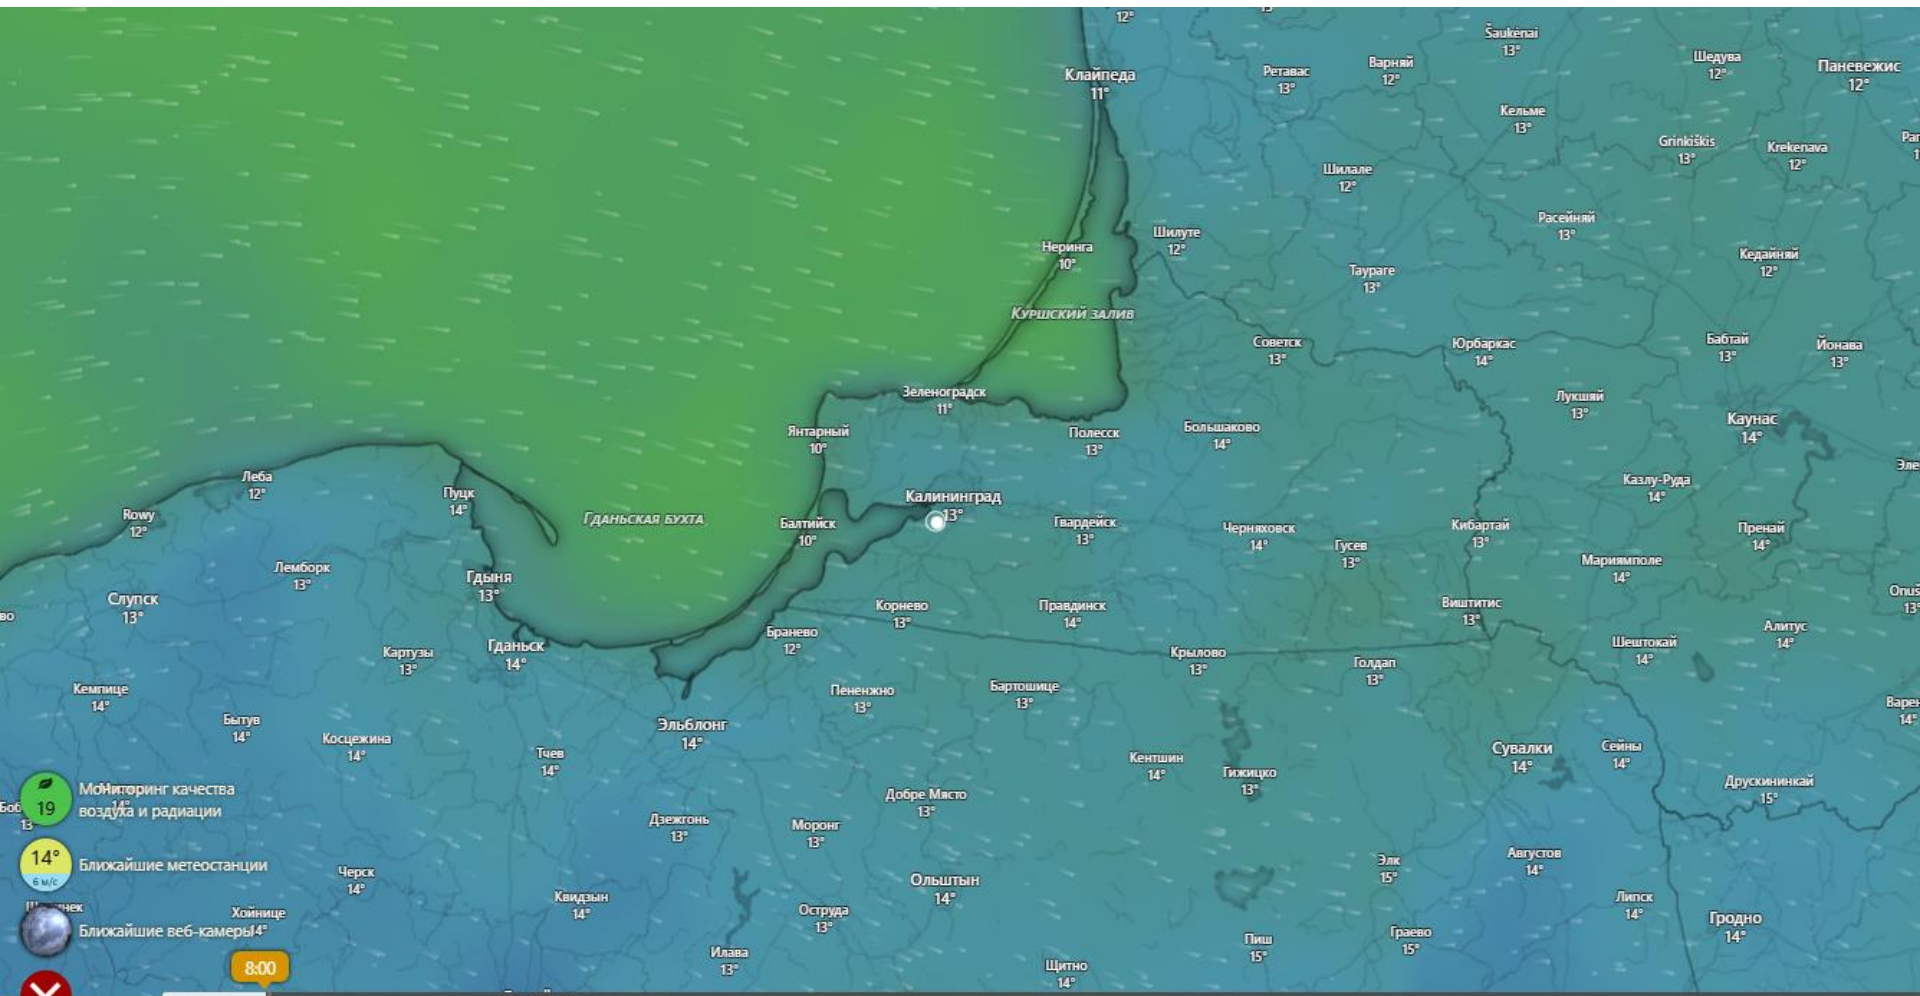 12°
Šaukėnai
13°
Клайпеда
11°
Ретавас
13°
Варняй
12°
Шедува
12°
Паневежис
12°
Кельме
13°
Grinkiškis
13°
Krekenava
12°
Шилале
12°
Расейняй
13°
Шилуте
12°
Неринга
10°
Таураге
13°
Кедайняй
12°
Куршский залив
Советск
13°
Юрбаркас
14°
Бабтай
13°
Йонава
13°
Зеленоградск
11°
Лукшяй
13°
Каунас
14°
Янтарный
10°
Полесск
13°
Большаково
14°
Леба
12°
Пуцк
14°
Казлу-Руда
14°
Калининград
13°
Rowy
12°
Гданьская бухта
Балтийск
10°
Гвардейск
13°
Черняховск
14°
Гусев
13°
Кибартай
13°
Пренай
14°
Мариямполе
14°
Лемборк
13°
Гдыня
13°
Слупск
13°
Корнево
13°
Правдинск
14°
Виштитис
13°
Onus
13°
Алитус
14°
Бранево
12°
Гданьск
14°
Картузы
13°
Крылово
13°
Голдап
13°
Шештокай
14°
Кемпице
14°
Пененжно
13°
Бартошице
13°
Варен
14°
Бытув
14°
Косцежина
14°
Эльблонг
14°
Тчев
14°
Кентшин
14°
Гижицко
13°
Сувалки
14°
Сейны
14°
Друскининкай
15°
19
Мониторинг качества
воздуха и радиации
14°
13°
Добре Място
13°
Дзежгонь
13°
Моронг
13°
14°
6 м/с
Ближайшие метеостанции
Черск
14°
Элк
15°
Августов
14°
Ольштын
14°
Квидзын
14°
Липск
14°
Хойнице
14°
Ближайшие веб-камеры
Оструда
13°
Гродно
14°
Граево
15°
Пиш
15°
Илава
13°
Щитно
14°
8:00